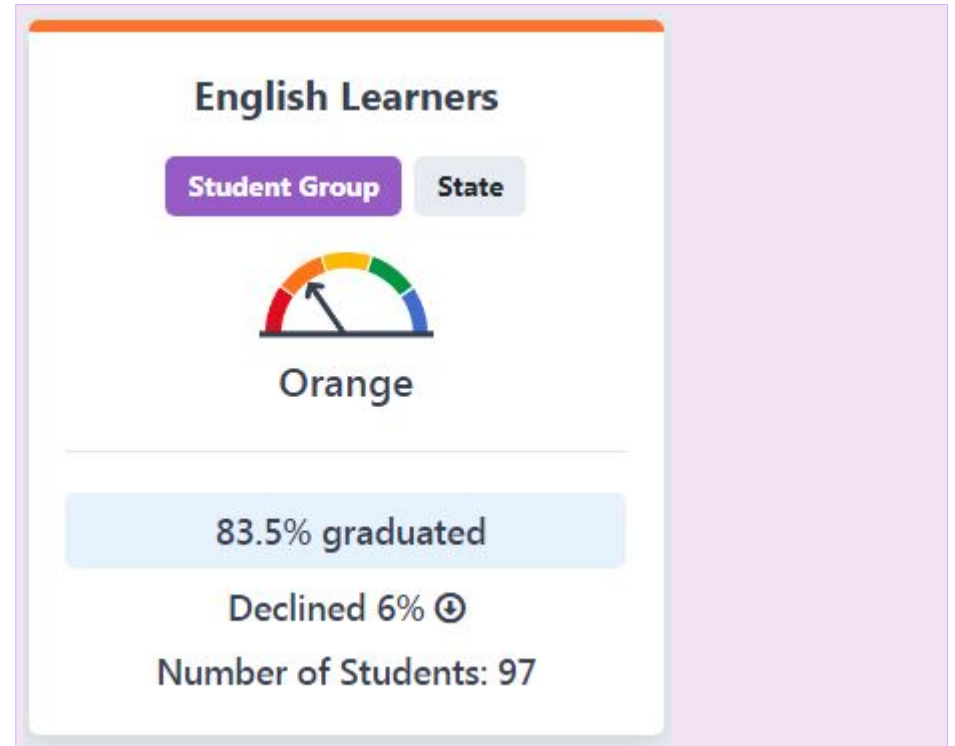 English Learners
Student Group State
Orange
83.5% graduated
Declined 6%
Number of Students: 97